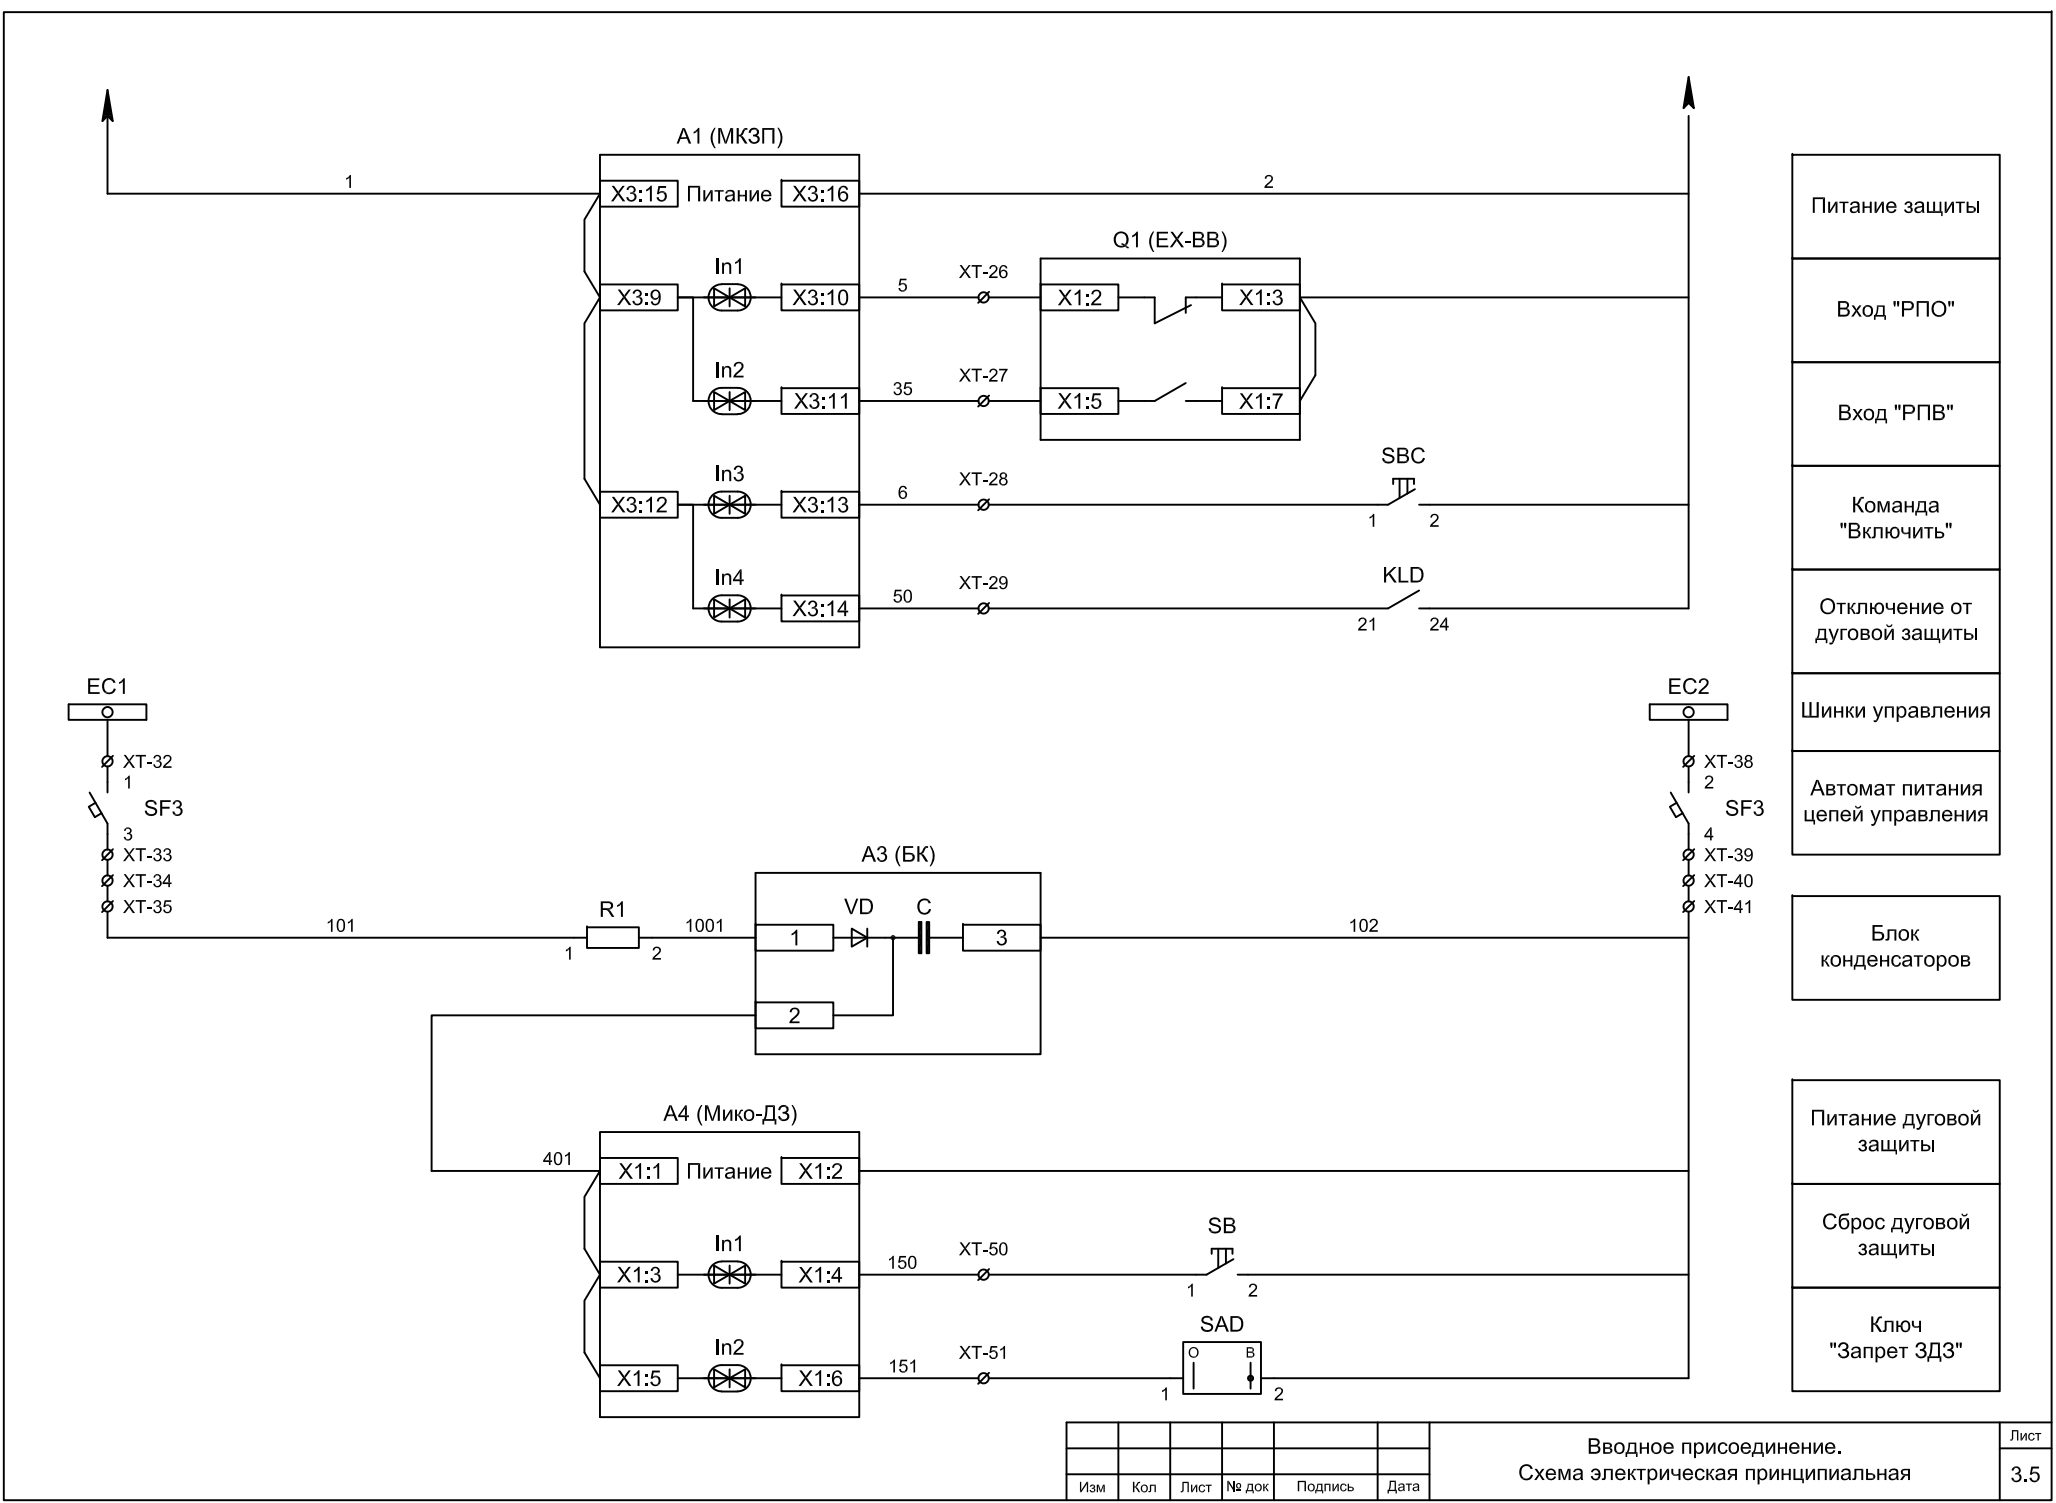 A1 (МКЗП)
1
X3:15 Питание X3:16
2
Питание защиты
Q1 (EX-BB)
In1
X3:9 X3:10
5
XT-26
X1:2 X1:3
Вход "РПО"
In2
X3:11
35
XT-27
X1:5 X1:7
Вход "РПВ"
In3
X3:12 X3:13
6
XT-28
SBC
1 2
Команда
"Включить"
In4
X3:14
50
XT-29
KLD
21 24
Отключение от
дуговой защиты
EC1
EC2
Шинки управления
XT-32
1
SF3
3
XT-33
XT-34
XT-35
XT-38
2
SF3
4
XT-39
XT-40
XT-41
Автомат питания
цепей управления
A3 (БК)
101
R1
1 2
1001
VD C
1 3
2
102
Блок
конденсаторов
A4 (Мико-ДЗ)
401
X1:1 Питание X1:2
Питание дуговой
защиты
In1
X1:3 X1:4
150
XT-50
SB
1 2
Сброс дуговой
защиты
In2
X1:5 X1:6
151
XT-51
SAD
О В
1 2
Ключ
"Запрет ЗДЗ"
Изм Кол Лист № док Подпись Дата
Вводное присоединение.
Схема электрическая принципиальная
Лист
3.5